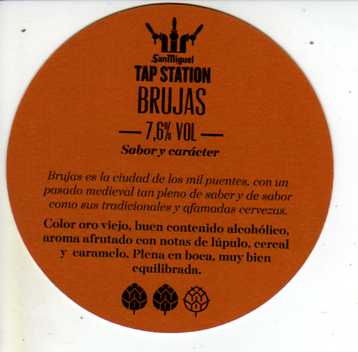 SanMiguel
TAP STATION
BRUJAS
7,6% VOL
Sabor y carácter
Brujas es la ciudad de los mil puentes, con un
pasado medieval tan pleno de saber y de sabor
como sus tradicionales y afamadas cervezas.
Color oro viejo, buen contenido alcohólico,
aroma afrutado con notas de lúpulo, cereal
y caramelo. Plena en boca, muy bien
equilibrada.